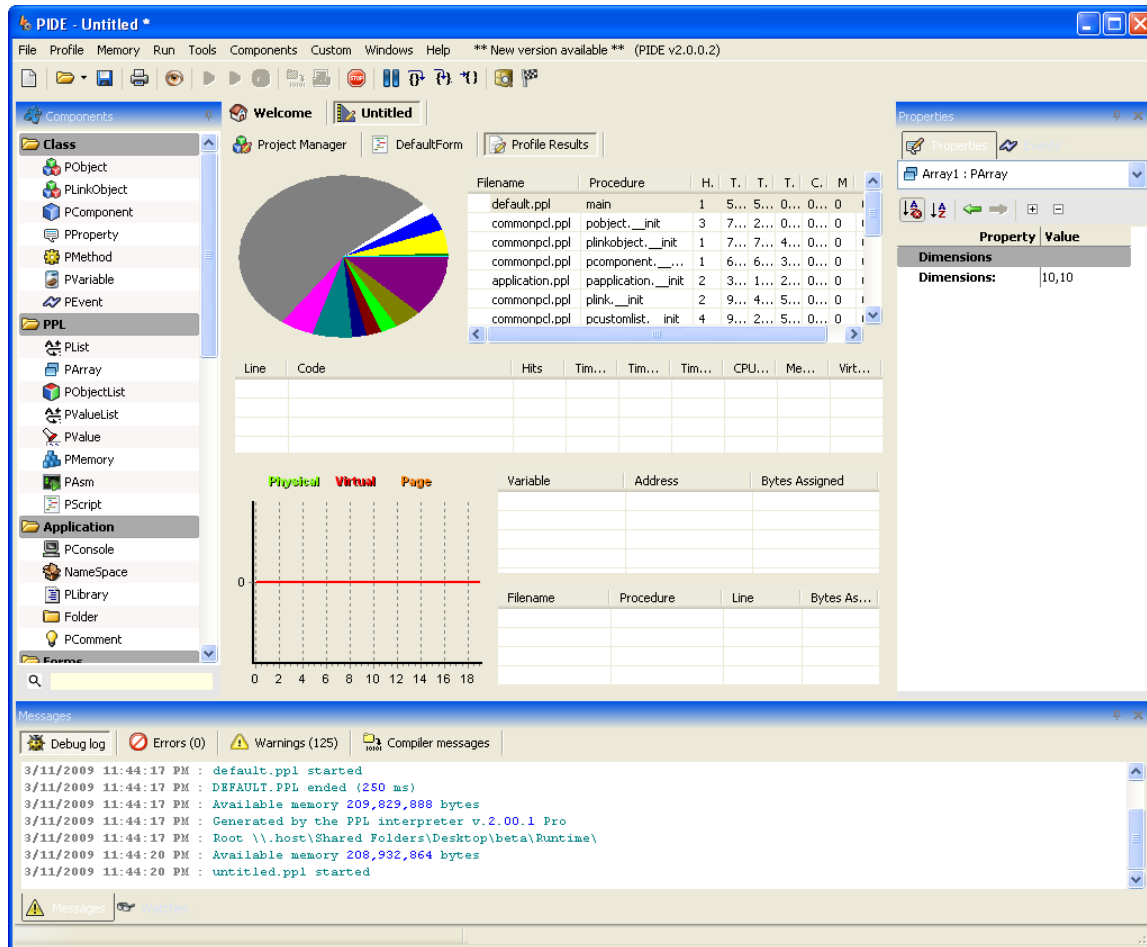 PIDE - Untitled *
File Profile Memory Run Tools Components Custom Windows Help ** New version available ** (PIDE v2.0.0.2)
STOP
Components
Class
PObject
PLinkObject
PComponent
PProperty
PMethod
PVariable
PEvent
PPL
PList
PArray
PObjectList
PValueList
PValue
PMemory
PAsm
PScript
Application
PConsole
NameSpace
PLibrary
Folder
PComment
Forms
Welcome Untitled
Project Manager DefaultForm Profile Results
Filename Procedure H. T. T. T. C. M
default.ppl main 1 5... 5... 0... 0... 0
commonpcl.ppl pobject.__init 3 7... 2... 0... 0... 0
commonpcl.ppl plinkobject.__init 1 7... 7... 4... 0... 0
commonpcl.ppl pcomponent.__... 1 6... 6... 3... 0... 0
application.ppl papplication.__init 2 3... 1... 2... 0... 0
commonpcl.ppl plink.__init 2 9... 4... 5... 0... 0
commonpcl.ppl pcustomlist.__init 4 9... 2... 5... 0... 0
Line Code Hits Tim... Tim... Tim... CPU... Me... Virt...
Physical Virtual Page
0
0 2 4 6 8 10 12 14 16 18
Variable Address Bytes Assigned
Filename Procedure Line Bytes As...
Properties
Properties Events
Array1 : PArray
Property Value
Dimensions
Dimensions: 10,10
Messages
Debug log Errors (0) Warnings (125) Compiler messages
3/11/2009 11:44:17 PM : default.ppl started
3/11/2009 11:44:17 PM : DEFAULT.PPL ended (250 ms)
3/11/2009 11:44:17 PM : Available memory 209,829,888 bytes
3/11/2009 11:44:17 PM : Generated by the PPL interpreter v.2.00.1 Pro
3/11/2009 11:44:17 PM : Root \\.host\Shared Folders\Desktop\beta\Runtime\
3/11/2009 11:44:20 PM : Available memory 208,932,864 bytes
3/11/2009 11:44:20 PM : untitled.ppl started
Messages Watches